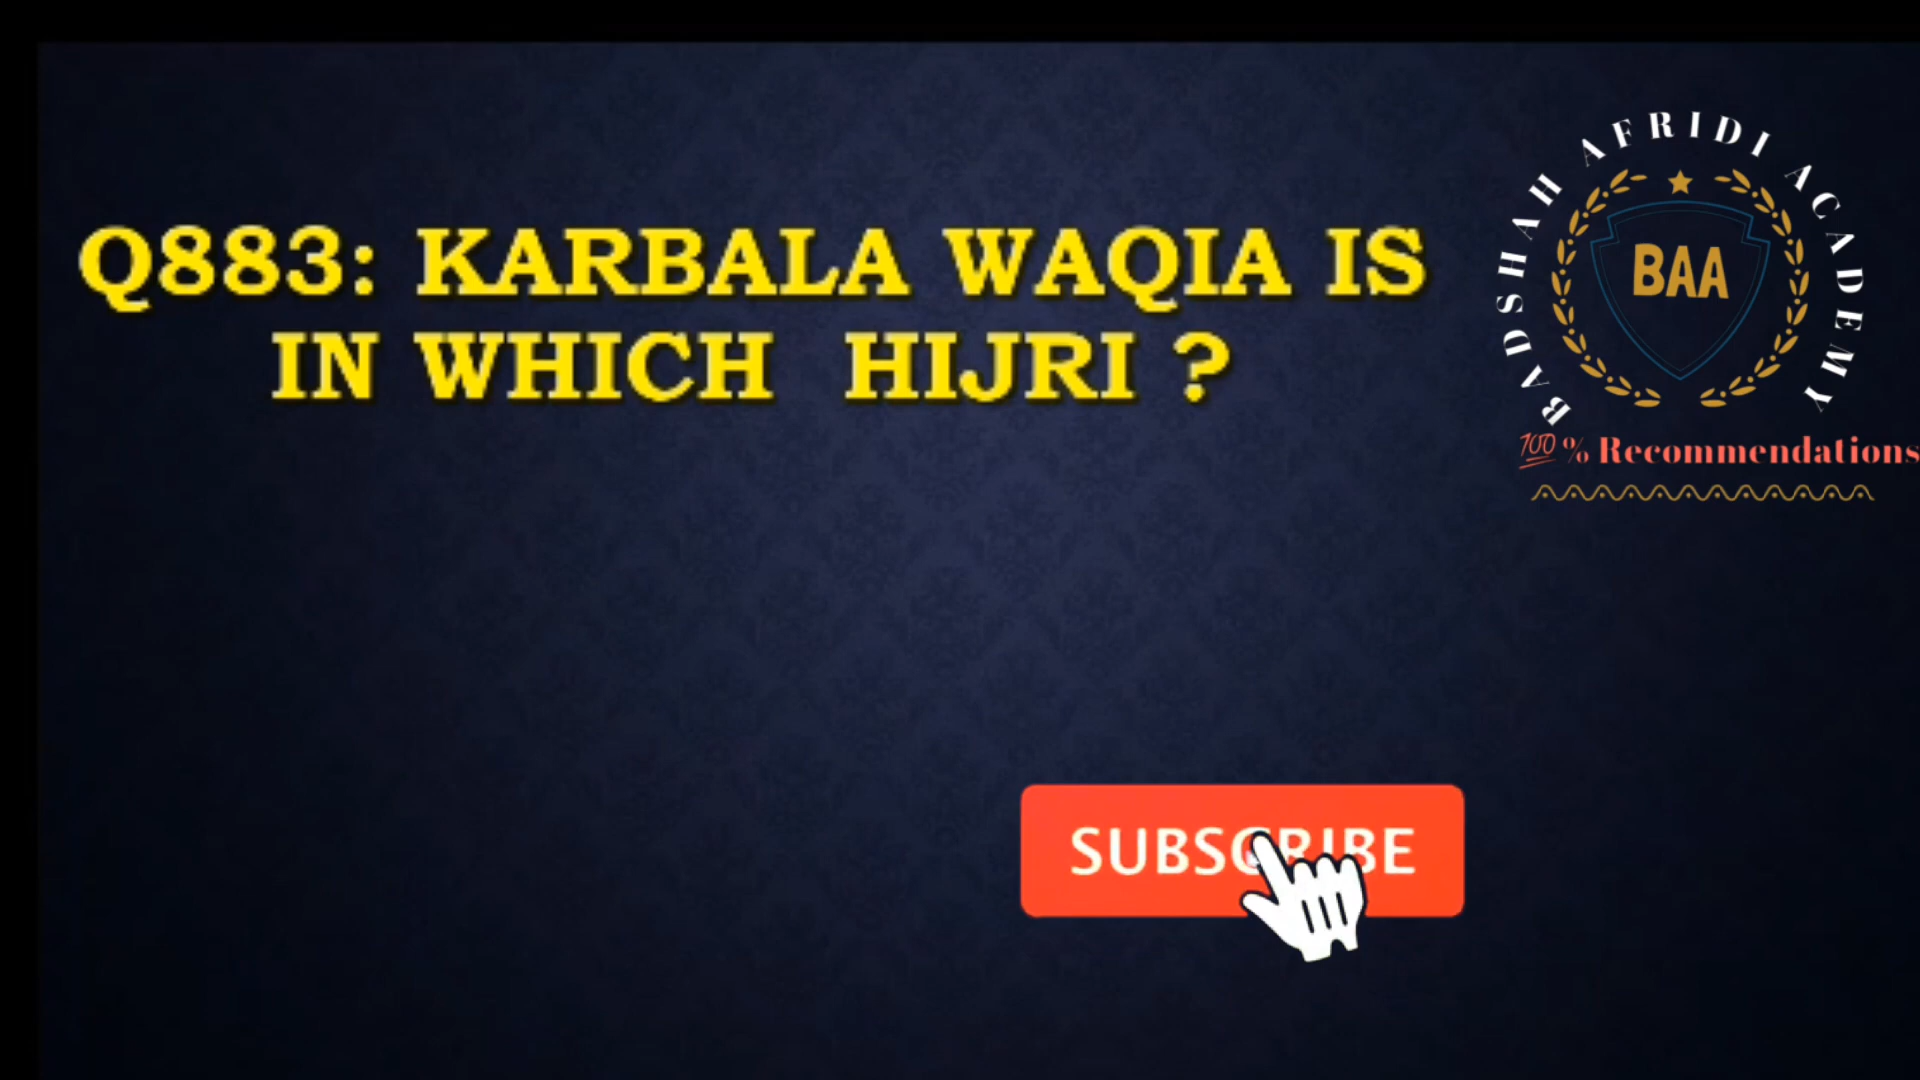 Q883: KARBALA WAQIA IS
IN WHICH HIJRI ?
BADSHAH AFRIDI ACADEMY
BAA
100 % Recommendations
SUBSCRIBE